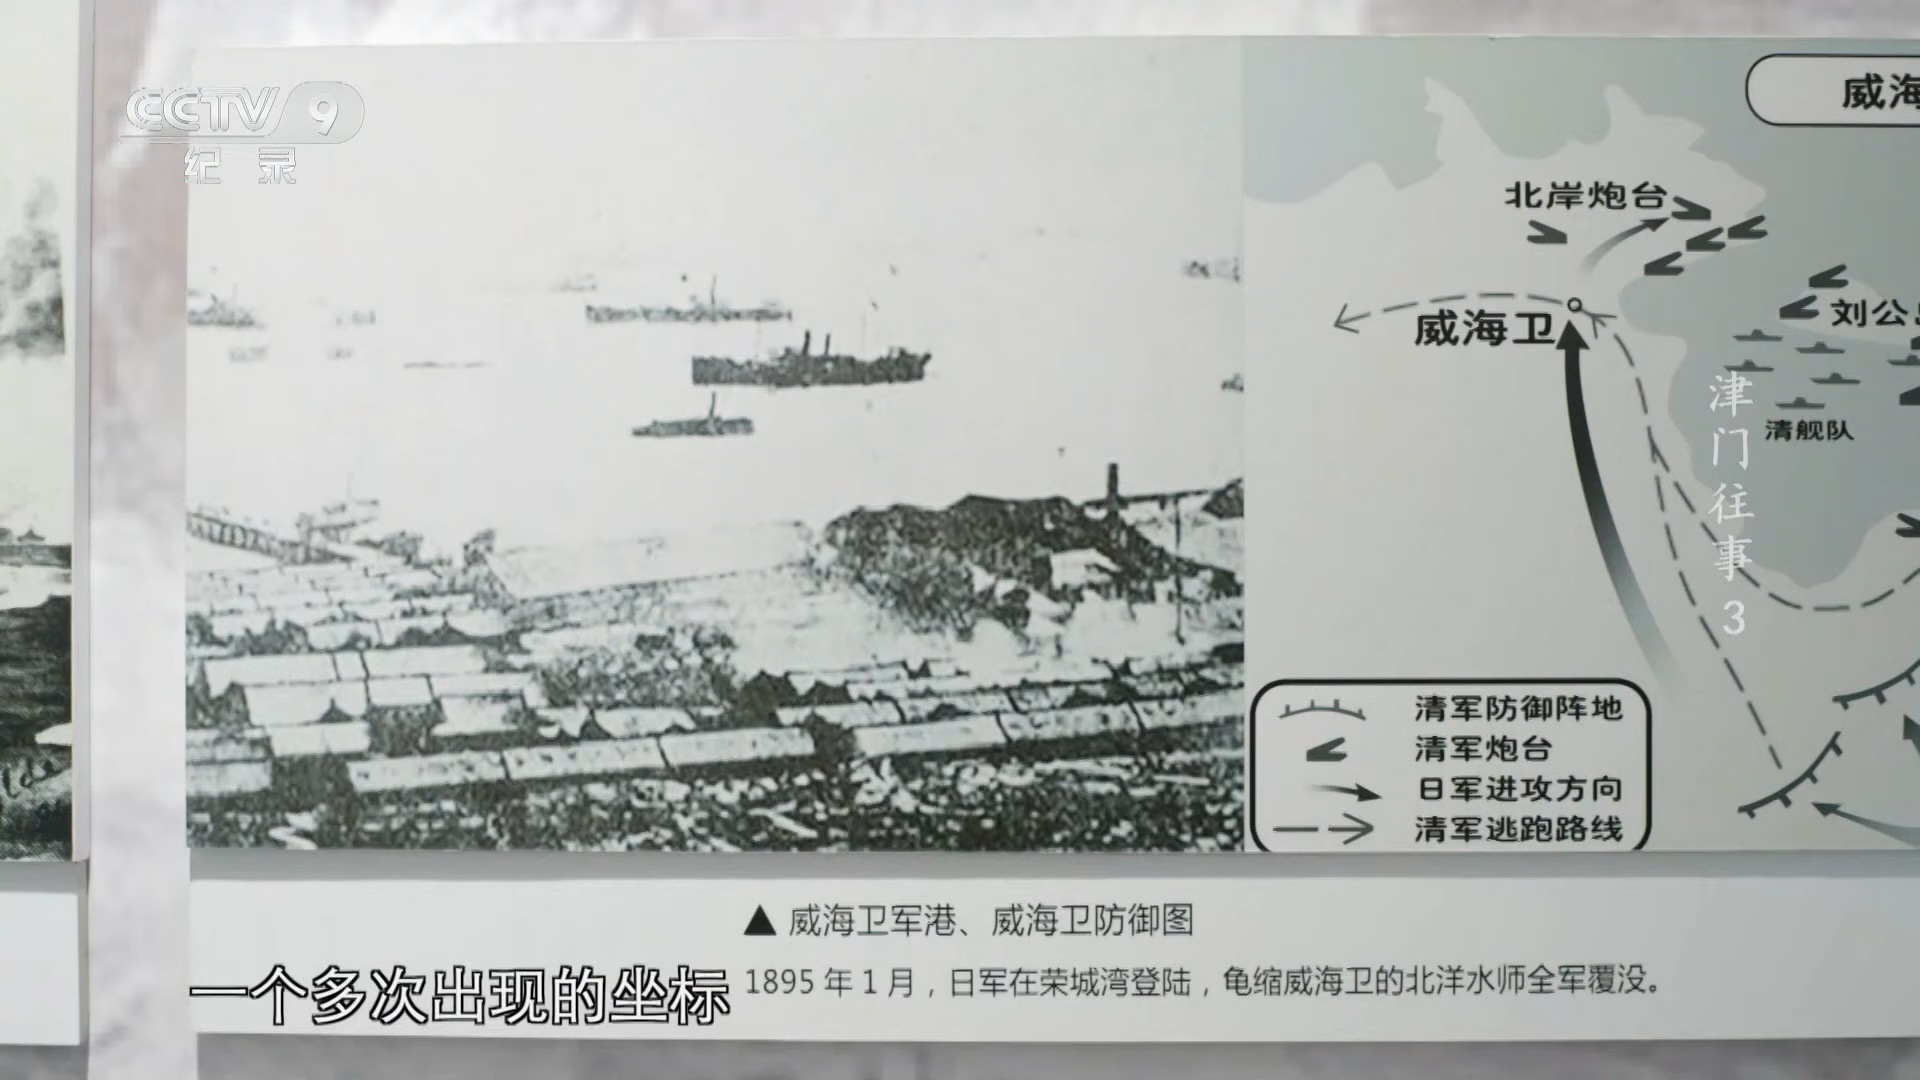 CCTV 9
纪 录
威海
北岸炮台
威海卫
刘公
清舰队
津门往事 3
清军防御阵地
清军炮台
日军进攻方向
清军逃跑路线
▲ 威海卫军港、威海卫防御图
1895 年 1 月，日军在荣城湾登陆，龟缩威海卫的北洋水师全军覆没。
一个多次出现的坐标